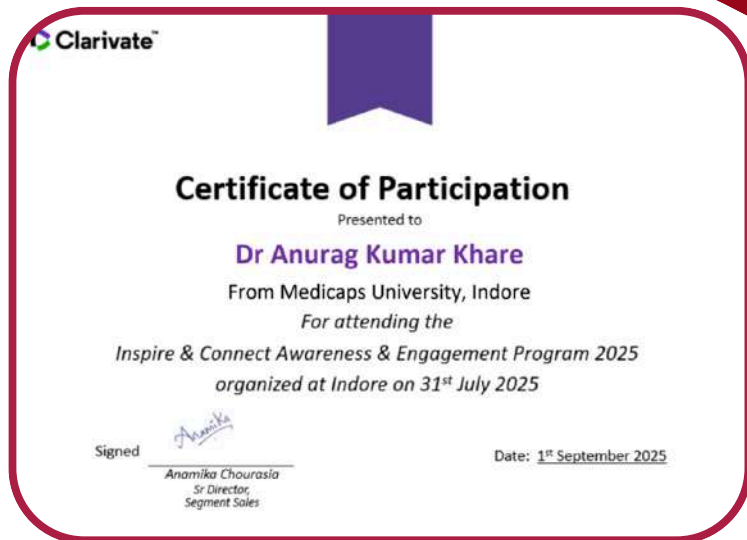 Clarivate™
Certificate of Participation
Presented to
Dr Anurag Kumar Khare
From Medicaps University, Indore
For attending the
Inspire & Connect Awareness & Engagement Program 2025
organized at Indore on 31st July 2025
Anamika
Signed
Date: 1st September 2025
Anamika Chourasia
Sr Director,
Segment Sales